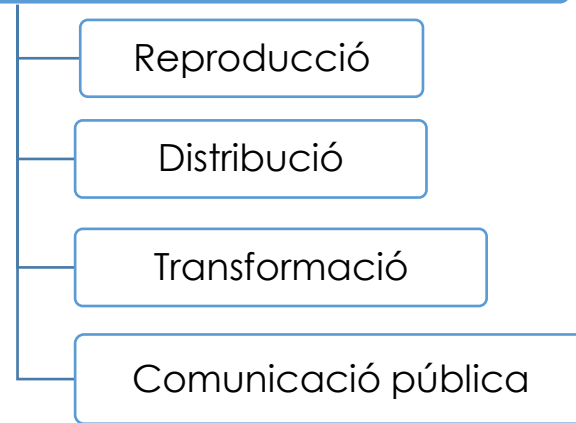 Reproducció
Distribució
Transformació
Comunicació pública